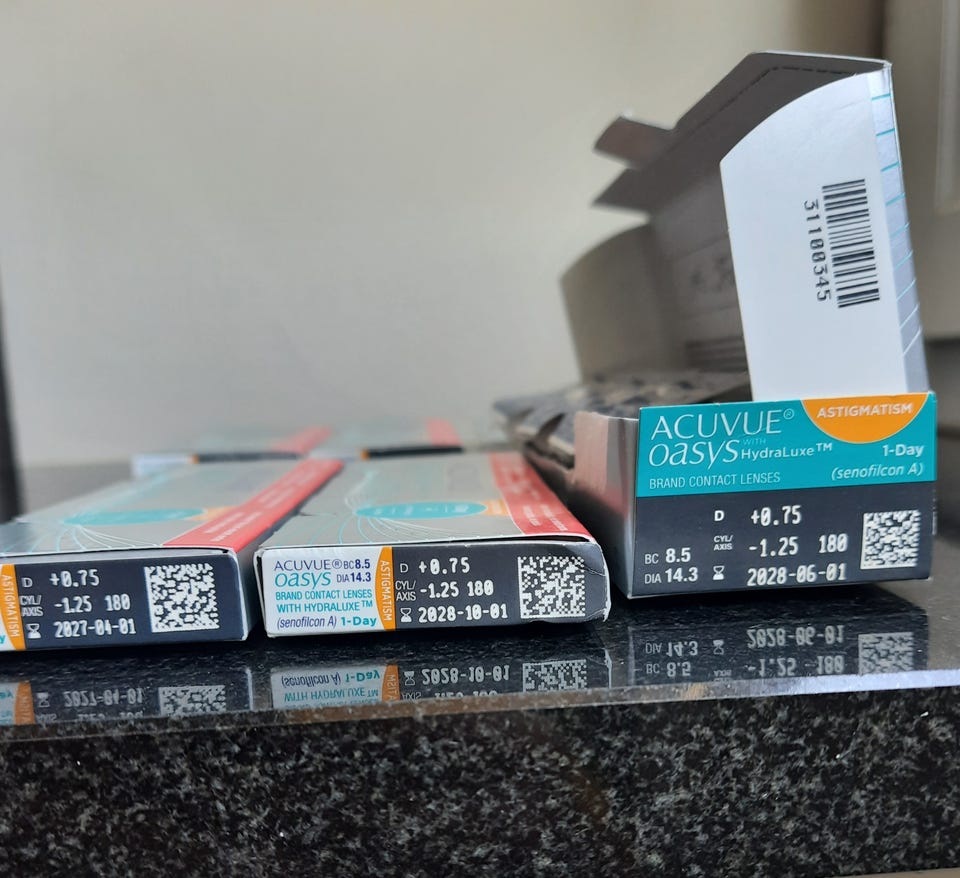 31100345
ACUVUE®
ASTIGMATISM
oasys WITH HydraLuxe™
1-Day
(senofilcon A)
BRAND CONTACT LENSES
D +0.75
BC 8.5
CYL/AXIS -1.25 180
DIA 14.3
2028-06-01
ACUVUE® BC 8.5
oasys DIA 14.3
BRAND CONTACT LENSES
WITH HYDRALUXE™
(senofilcon A) 1-Day
ASTIGMATISM
D +0.75
CYL/AXIS -1.25 180
2028-10-01
ASTIGMATISM
D +0.75
CYL/AXIS -1.25 180
2027-04-01